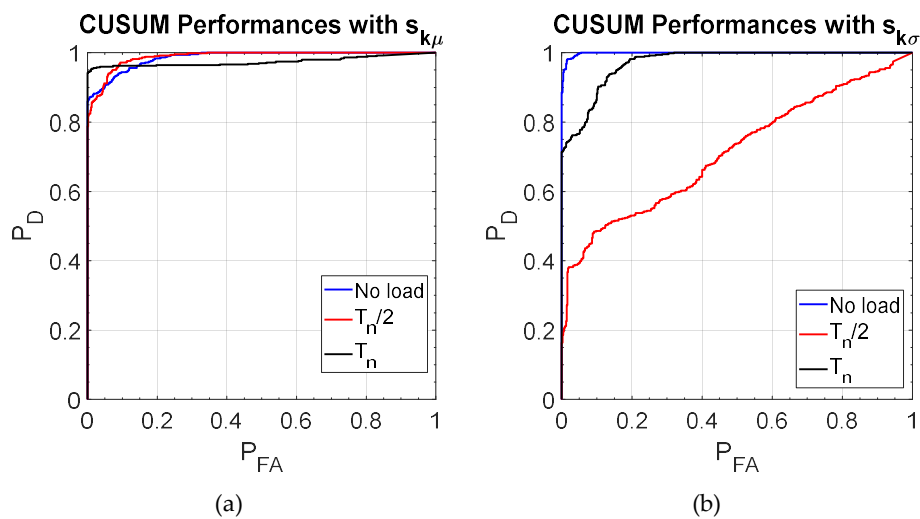 CUSUM Performances with s_kμ
1
0.8
0.6
0.4
0.2
0
P_D
No load
T_n/2
T_n
0 0.2 0.4 0.6 0.8 1
P_FA
(a)
CUSUM Performances with s_kσ
1
0.8
0.6
0.4
0.2
0
P_D
No load
T_n/2
T_n
0 0.2 0.4 0.6 0.8 1
P_FA
(b)